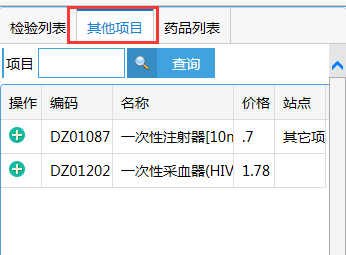 检验列表 其他项目 药品列表
项目 查询
操作 编码 名称 价格 站点
DZ01087 一次性注射器[10m .7 其它项
DZ01202 一次性采血器(HIV 1.78